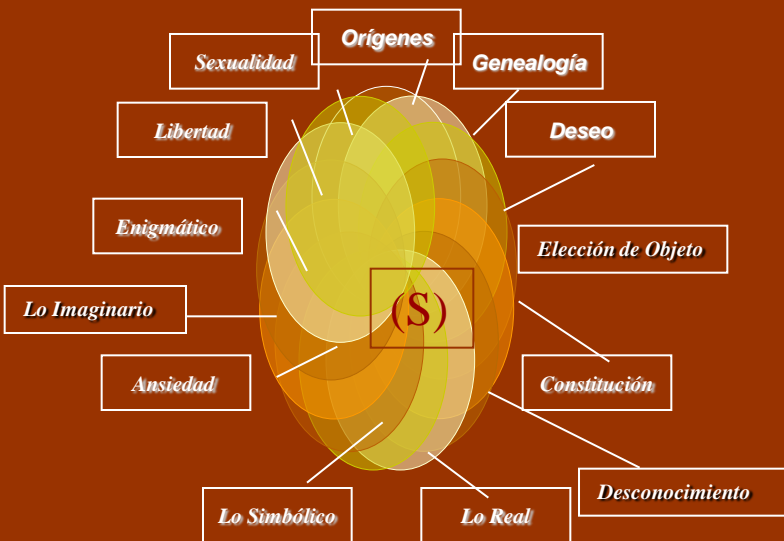 Orígenes
Sexualidad
Genealogía
Libertad
Deseo
Enigmático
Elección de Objeto
Lo Imaginario
(S)
Ansiedad
Constitución
Desconocimiento
Lo Simbólico
Lo Real